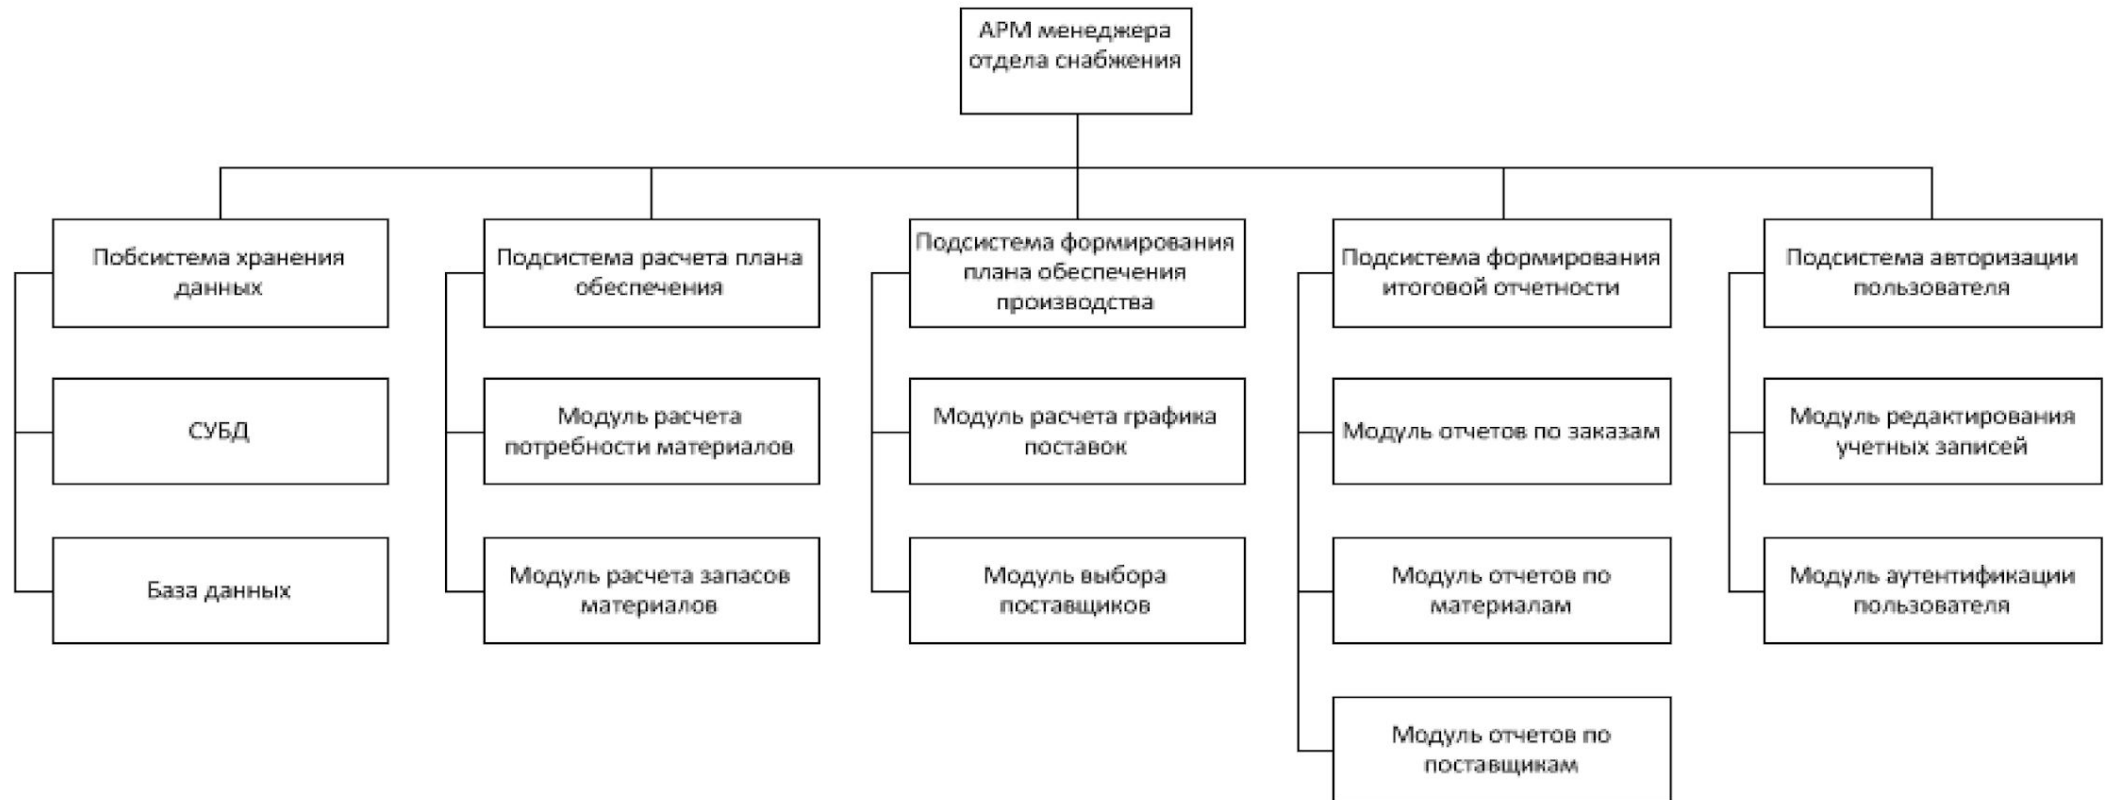 АРМ менеджера
отдела снабжения
Побсистема хранения
данных
Подсистема расчета плана
обеспечения
Подсистема формирования
плана обеспечения
производства
Подсистема формирования
итоговой отчетности
Подсистема авторизации
пользователя
СУБД
Модуль расчета
потребности материалов
Модуль расчета графика
поставок
Модуль отчетов по заказам
Модуль редактирования
учетных записей
База данных
Модуль расчета запасов
материалов
Модуль выбора
поставщиков
Модуль отчетов по
материалам
Модуль аутентификации
пользователя
Модуль отчетов по
поставщикам